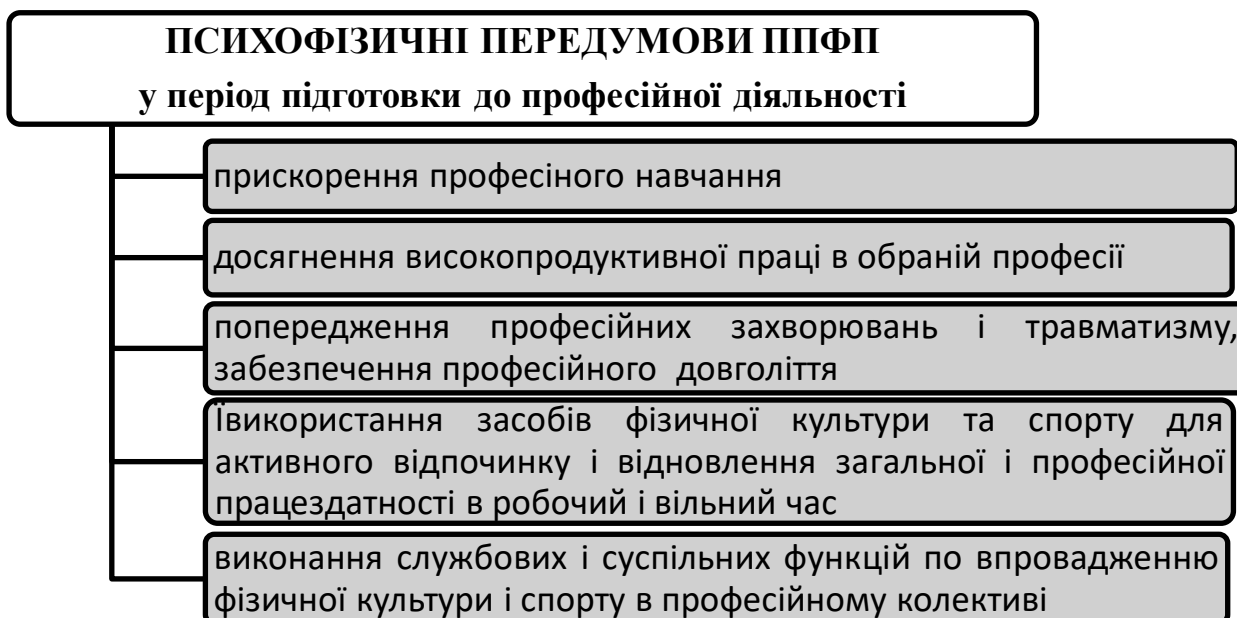 ПСИХОФІЗИЧНІ ПЕРЕДУМОВИ ППФП
у період підготовки до професійної діяльності
прискорення професіного навчання
досягнення високопродуктивної праці в обраній професії
попередження професійних захворювань і травматизму,
забезпечення професійного довголіття
Ївикористання засобів фізичної культури та спорту для
активного відпочинку і відновлення загальної і професійної
працездатності в робочий і вільний час
виконання службових і суспільних функцій по впровадженню
фізичної культури і спорту в професійному колективі